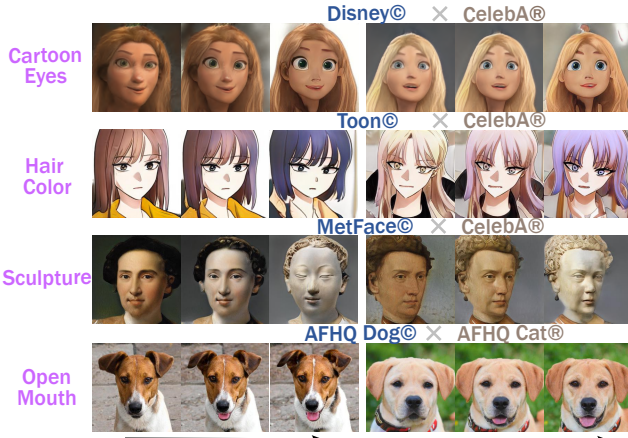 Disney© × CelebA®
Cartoon
Eyes
Toon© × CelebA®
Hair
Color
MetFace© × CelebA®
Sculpture
AFHQ Dog© × AFHQ Cat®
Open
Mouth